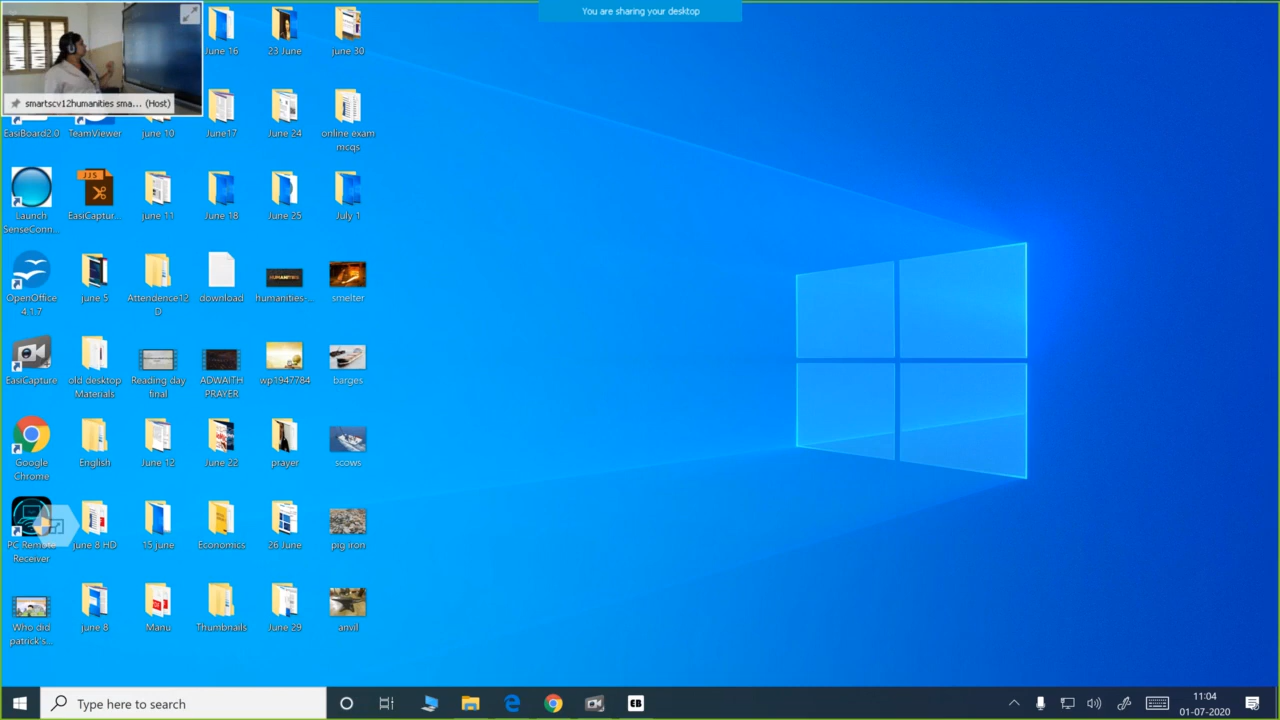 You are sharing your desktop
smartscv12humanities sma... (Host)
June 16
23 June
june 30
EasiBoard2.0
TeamViewer
june 10
June17
June 24
online exam
mcqs
Launch
SenseConn...
EasiCaptur...
june 11
June 18
June 25
July 1
OpenOffice
4.1.7
june 5
Attendence12
D
download
humanities-...
smelter
EasiCapture
old desktop
Materials
Reading day
final
ADWAITH
PRAYER
wp1947784
barges
Google
Chrome
English
June 12
June 22
prayer
scows
PC Remote
Receiver
june 8 HD
15 june
Economics
26 June
pig iron
Who did
patrick s...
june 8
Manu
Thumbnails
June 29
anvil
JJS
HUMANITIES
Type here to search
EB
11:04
01-07-2020